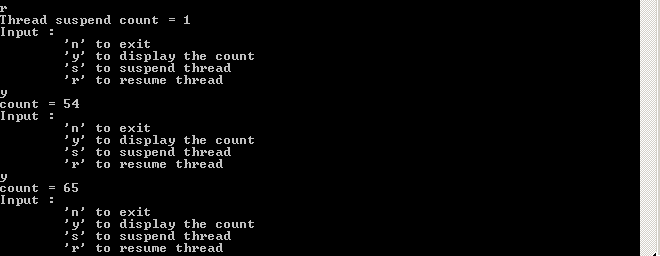 r
Thread suspend count = 1
Input :
'n' to exit
'y' to display the count
's' to suspend thread
'r' to resume thread
y
count = 54
Input :
'n' to exit
'y' to display the count
's' to suspend thread
'r' to resume thread
y
count = 65
Input :
'n' to exit
'y' to display the count
's' to suspend thread
'r' to resume thread